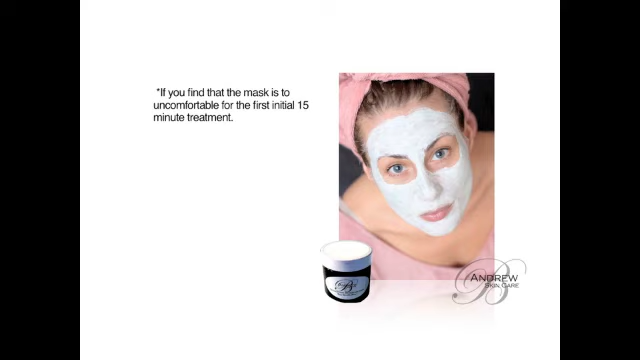 *If you find that the mask is to
uncomfortable for the first initial 15
minute treatment.
B
ANDREW
SKIN CARE